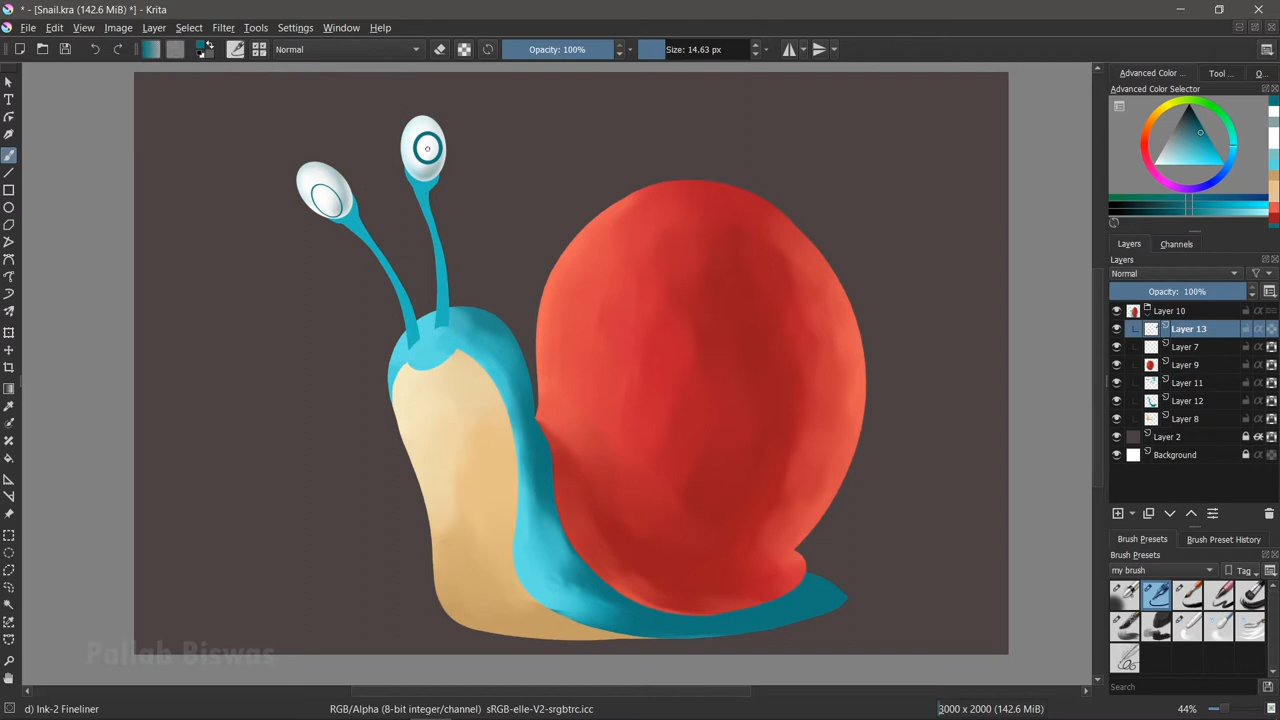 * - [Snail.kra (142.6 MiB) *] - Krita
File Edit View Image Layer Select Filter Tools Settings Window Help
Normal Opacity: 100% Size: 14.63 px
Advanced Color ... Tool ... O...
Advanced Color Selector
Layers Channels
Layers
Normal
Opacity: 100%
Layer 10
Layer 13
Layer 7
Layer 9
Layer 11
Layer 12
Layer 8
Layer 2
Background
Brush Presets Brush Preset History
Brush Presets
my brush Tag
Search
Pallab Biswas
d) Ink-2 Fineliner RGB/Alpha (8-bit integer/channel) sRGB-elle-V2-srgbtrc.icc 3000 x 2000 (142.6 MiB) 44%